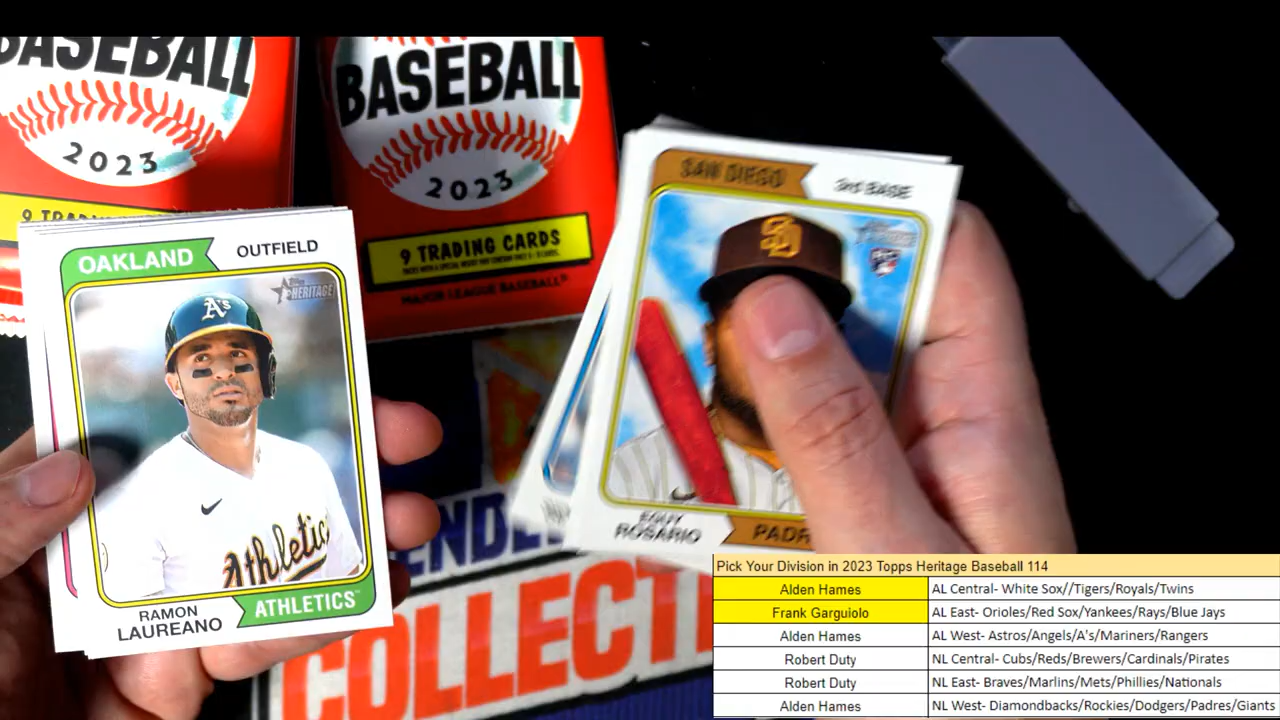 BASEBALL
2023
BASEBALL
2023
9 TRADING CARDS
MAJOR LEAGUE BASEBALL
OAKLAND
OUTFIELD
HERITAGE
A's
Athletics
RAMON
LAUREANO
ATHLETICS
SAN DIEGO
3rd BASE
SD
EGUY
ROSARIO
PADR
COLLECT
Pick Your Division in 2023 Topps Heritage Baseball 114
Alden Hames AL Central- White Sox//Tigers/Royals/Twins
Frank Garguiolo AL East- Orioles/Red Sox/Yankees/Rays/Blue Jays
Alden Hames AL West- Astros/Angels/A's/Mariners/Rangers
Robert Duty NL Central- Cubs/Reds/Brewers/Cardinals/Pirates
Robert Duty NL East- Braves/Marlins/Mets/Phillies/Nationals
Alden Hames NL West- Diamondbacks/Rockies/Dodgers/Padres/Giants